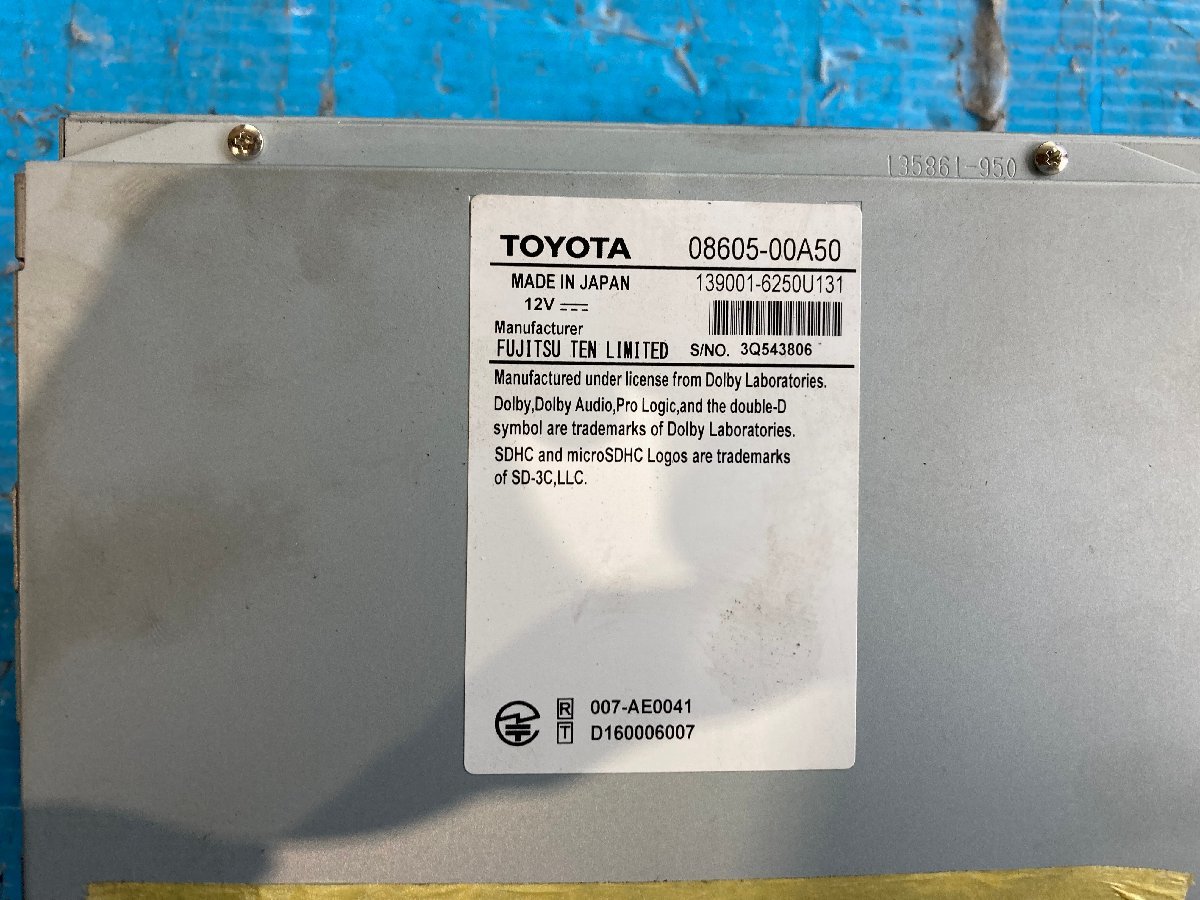 135861-950
TOYOTA 08605-00A50
MADE IN JAPAN 139001-6250U131
12V
Manufacturer
FUJITSU TEN LIMITED S/NO. 3Q543806
Manufactured under license from Dolby Laboratories.
Dolby,Dolby Audio,Pro Logic,and the double-D
symbol are trademarks of Dolby Laboratories.
SDHC and microSDHC Logos are trademarks
of SD-3C,LLC.
R 007-AE0041
T D160006007